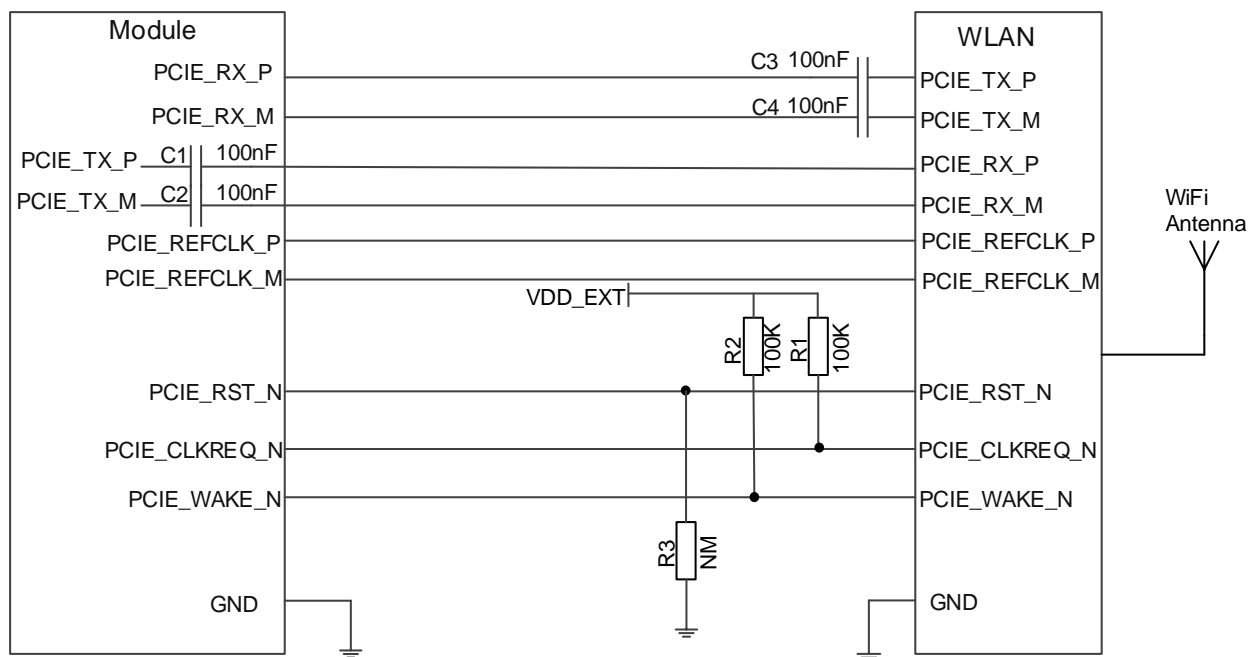 Module
WLAN
PCIE_RX_P
C3 100nF
PCIE_TX_P
PCIE_RX_M
C4 100nF
PCIE_TX_M
PCIE_TX_P
C1
100nF
PCIE_RX_P
PCIE_TX_M
C2
100nF
PCIE_RX_M
WiFi
Antenna
PCIE_REFCLK_P
PCIE_REFCLK_P
PCIE_REFCLK_M
PCIE_REFCLK_M
VDD_EXT
R2
100K
R1
100K
PCIE_RST_N
PCIE_RST_N
PCIE_CLKREQ_N
PCIE_CLKREQ_N
PCIE_WAKE_N
PCIE_WAKE_N
R3
NM
GND
GND